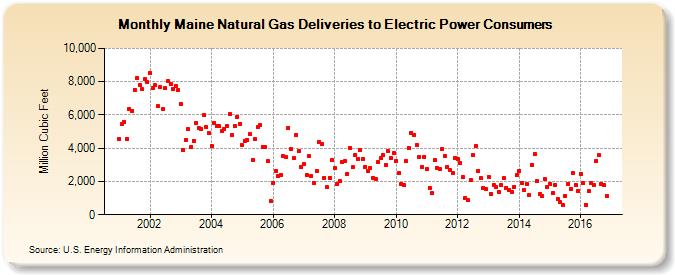 Monthly Maine Natural Gas Deliveries to Electric Power Consumers
Million Cubic Feet
10,000
8,000
6,000
4,000
2,000
0
2002 2004 2006 2008 2010 2012 2014 2016
Source: U.S. Energy Information Administration